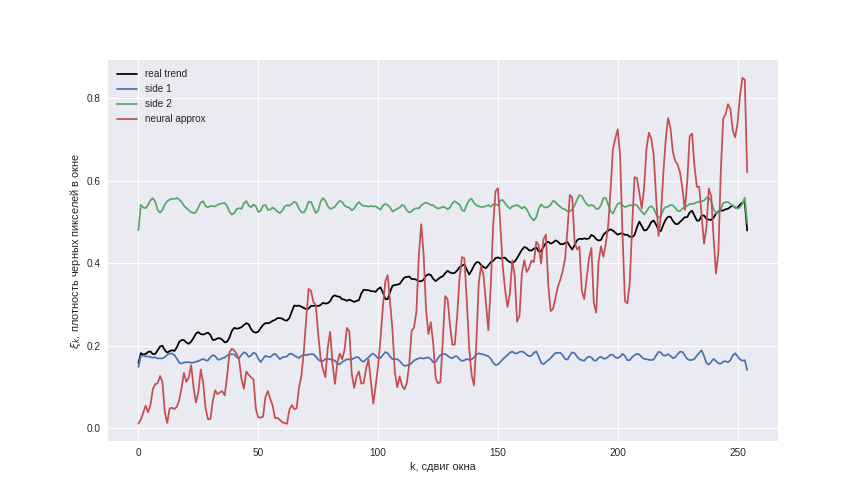 real trend
side 1
side 2
neural approx
0.8
0.6
0.4
0.2
0.0
ξk, плотность черных пикселей в окне
0 50 100 150 200 250
k, сдвиг окна